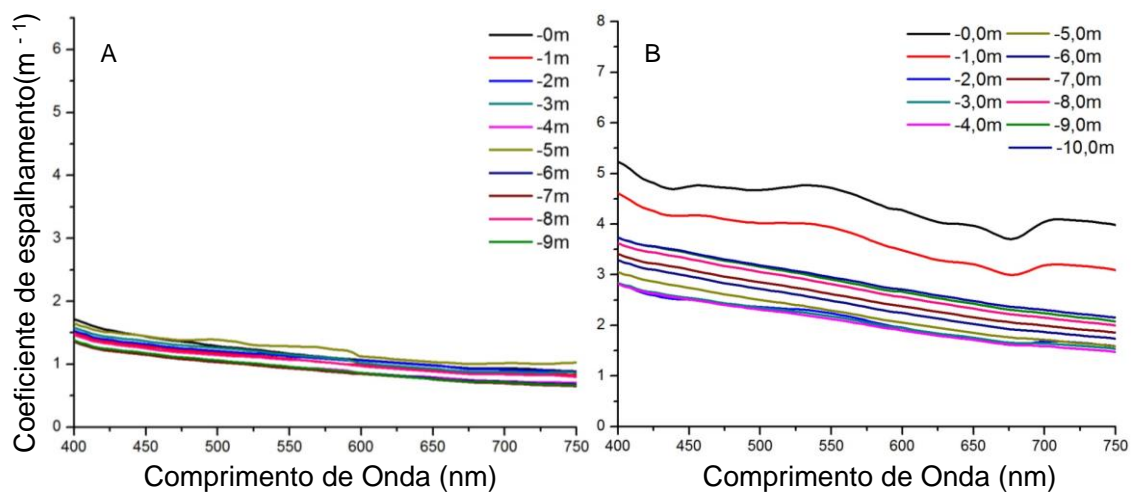 Coeficiente de espalhamento(m - 1)
A
6
5
4
3
2
1
0
-0m
-1m
-2m
-3m
-4m
-5m
-6m
-7m
-8m
-9m
400 450 500 550 600 650 700 750
Comprimento de Onda (nm)
B
8
7
6
5
4
3
2
1
0
-0,0m -5,0m
-1,0m -6,0m
-2,0m -7,0m
-3,0m -8,0m
-4,0m -9,0m
-10,0m
400 450 500 550 600 650 700 750
Comprimento de Onda (nm)